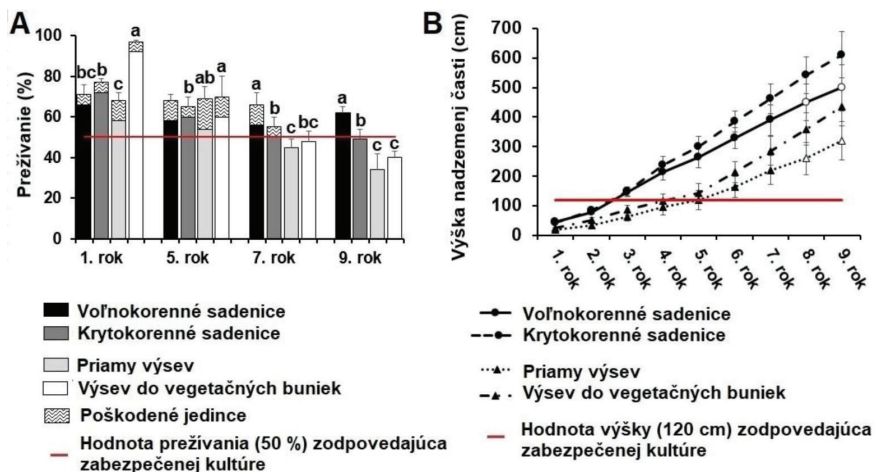 A
Prežívanie (%)
100
80
60
40
20
0
bc
b
c
a
b
b
ab
a
a
b
c
bc
a
b
c
c
1. rok
5. rok
7. rok
9. rok
Voľnokorenné sadenice
Krytokorenné sadenice
Priamy výsev
Výsev do vegetačných buniek
Poškodené jedince
Hodnota prežívania (50 %) zodpovedajúca
zabezpečenej kultúre
B
Výška nadzemenj časti (cm)
700
600
500
400
300
200
100
0
1. rok
2. rok
3. rok
4. rok
5. rok
6. rok
7. rok
8. rok
9. rok
Voľnokorenné sadenice
Krytokorenné sadenice
Priamy výsev
Výsev do vegetačných buniek
Hodnota výšky (120 cm) zodpovedajúca
zabezpečenej kultúre